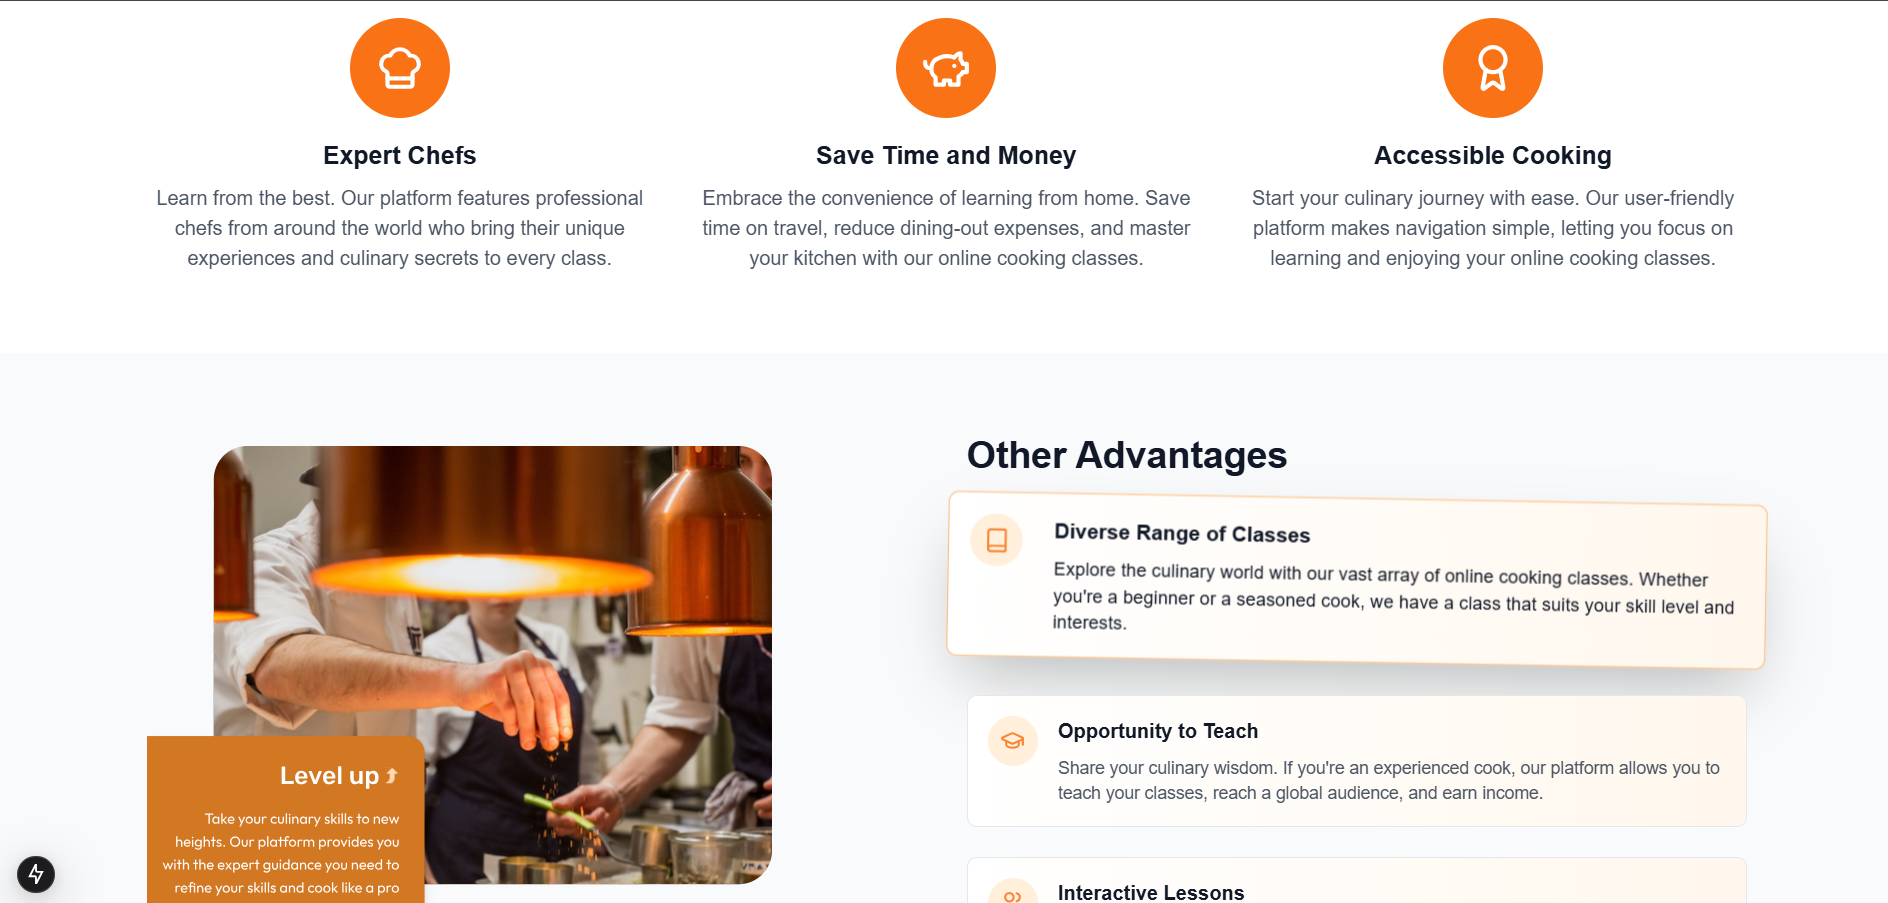 Expert Chefs
Learn from the best. Our platform features professional
chefs from around the world who bring their unique
experiences and culinary secrets to every class.
Save Time and Money
Embrace the convenience of learning from home. Save
time on travel, reduce dining-out expenses, and master
your kitchen with our online cooking classes.
Accessible Cooking
Start your culinary journey with ease. Our user-friendly
platform makes navigation simple, letting you focus on
learning and enjoying your online cooking classes.
Level up
Take your culinary skills to new
heights. Our platform provides you
with the expert guidance you need to
refine your skills and cook like a pro
Other Advantages
Diverse Range of Classes
Explore the culinary world with our vast array of online cooking classes. Whether
you're a beginner or a seasoned cook, we have a class that suits your skill level and
interests.
Opportunity to Teach
Share your culinary wisdom. If you're an experienced cook, our platform allows you to
teach your classes, reach a global audience, and earn income.
Interactive Lessons